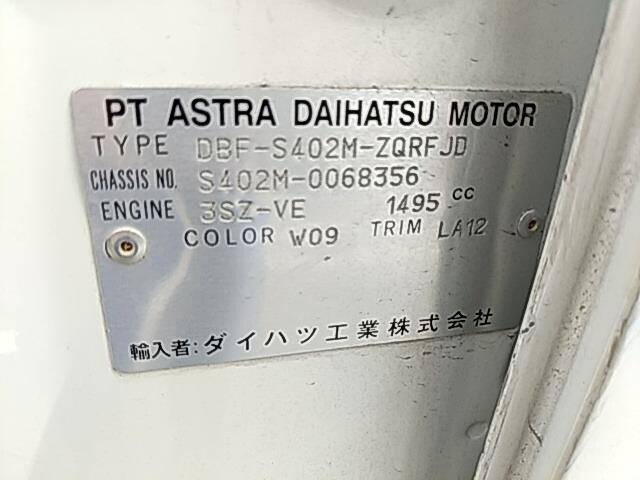 PT ASTRA DAIHATSU MOTOR
TYPE DBF-S402M-ZQRFJD
CHASSIS NO. S402M-0068356
ENGINE 3SZ-VE 1495 cc
COLOR W09 TRIM LA12
輸入者:ダイハツ工業株式会社